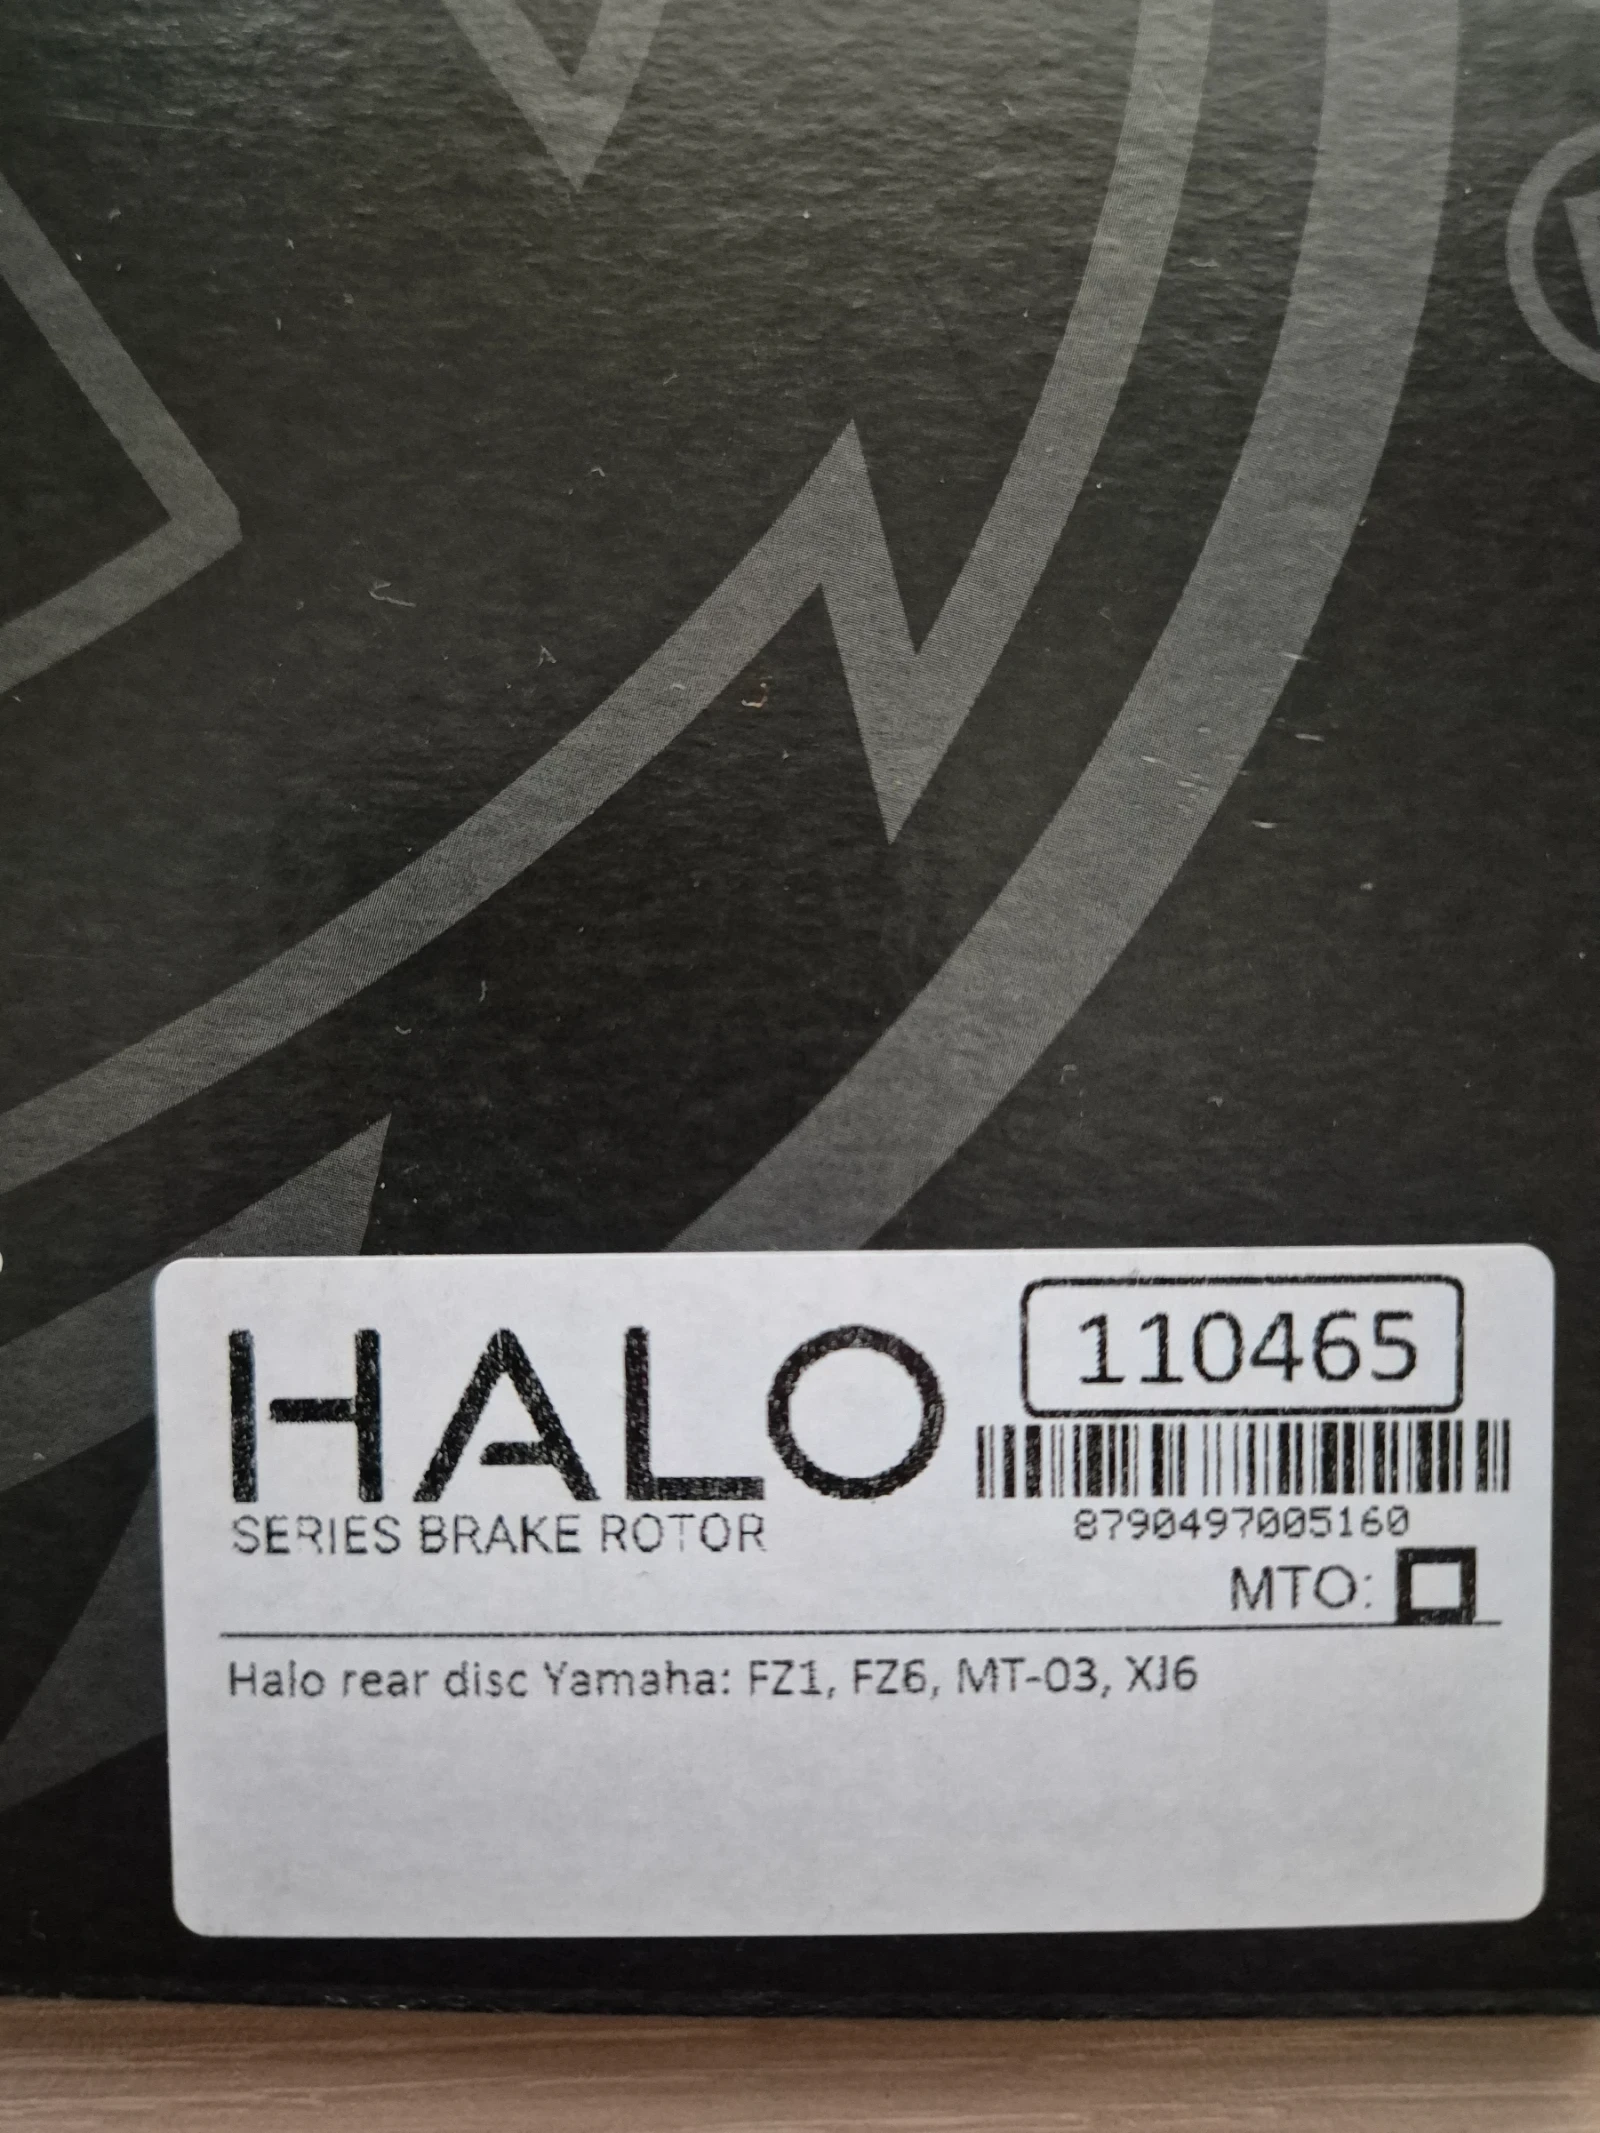 HALO
SERIES BRAKE ROTOR
110465
8790497005160
MTO:
Halo rear disc Yamaha: FZ1, FZ6, MT-03, XJ6